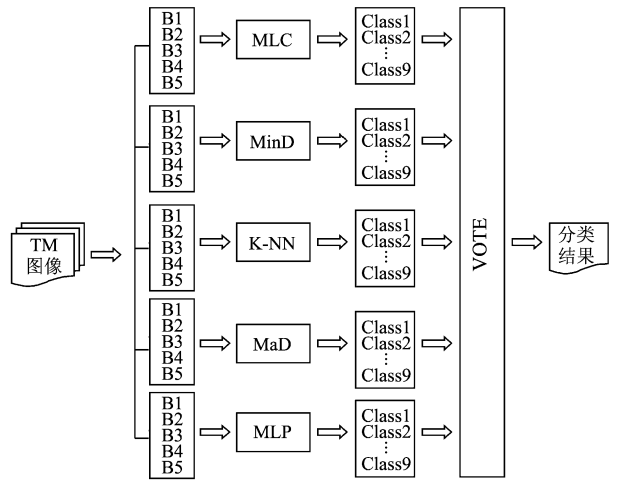 TM
图像
B1
B2
B3
B4
B5
MLC
Class1
Class2
⋮
Class9
B1
B2
B3
B4
B5
MinD
Class1
Class2
⋮
Class9
B1
B2
B3
B4
B5
K-NN
Class1
Class2
⋮
Class9
B1
B2
B3
B4
B5
MaD
Class1
Class2
⋮
Class9
B1
B2
B3
B4
B5
MLP
Class1
Class2
⋮
Class9
VOTE
分类
结果